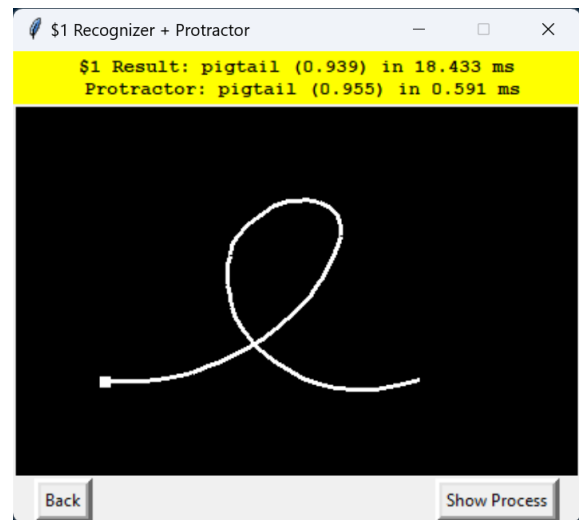 $1 Recognizer + Protractor
$1 Result: pigtail (0.939) in 18.433 ms
Protractor: pigtail (0.955) in 0.591 ms
Back
Show Process